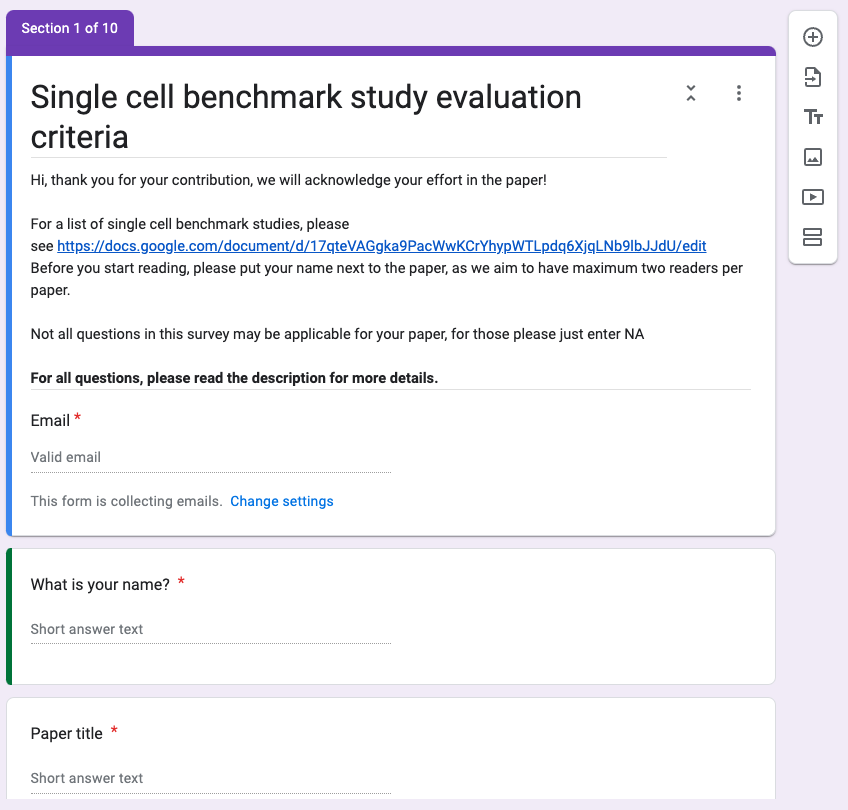 Section 1 of 10
Single cell benchmark study evaluation
criteria
Hi, thank you for your contribution, we will acknowledge your effort in the paper!
For a list of single cell benchmark studies, please
see https://docs.google.com/document/d/17qteVAGgka9PacWwKCrYhypWTLpdq6XjqLNb9lbJJdU/edit
Before you start reading, please put your name next to the paper, as we aim to have maximum two readers per
paper.
Not all questions in this survey may be applicable for your paper, for those please just enter NA
For all questions, please read the description for more details.
Email *
Valid email
This form is collecting emails. Change settings
What is your name? *
Short answer text
Paper title *
Short answer text